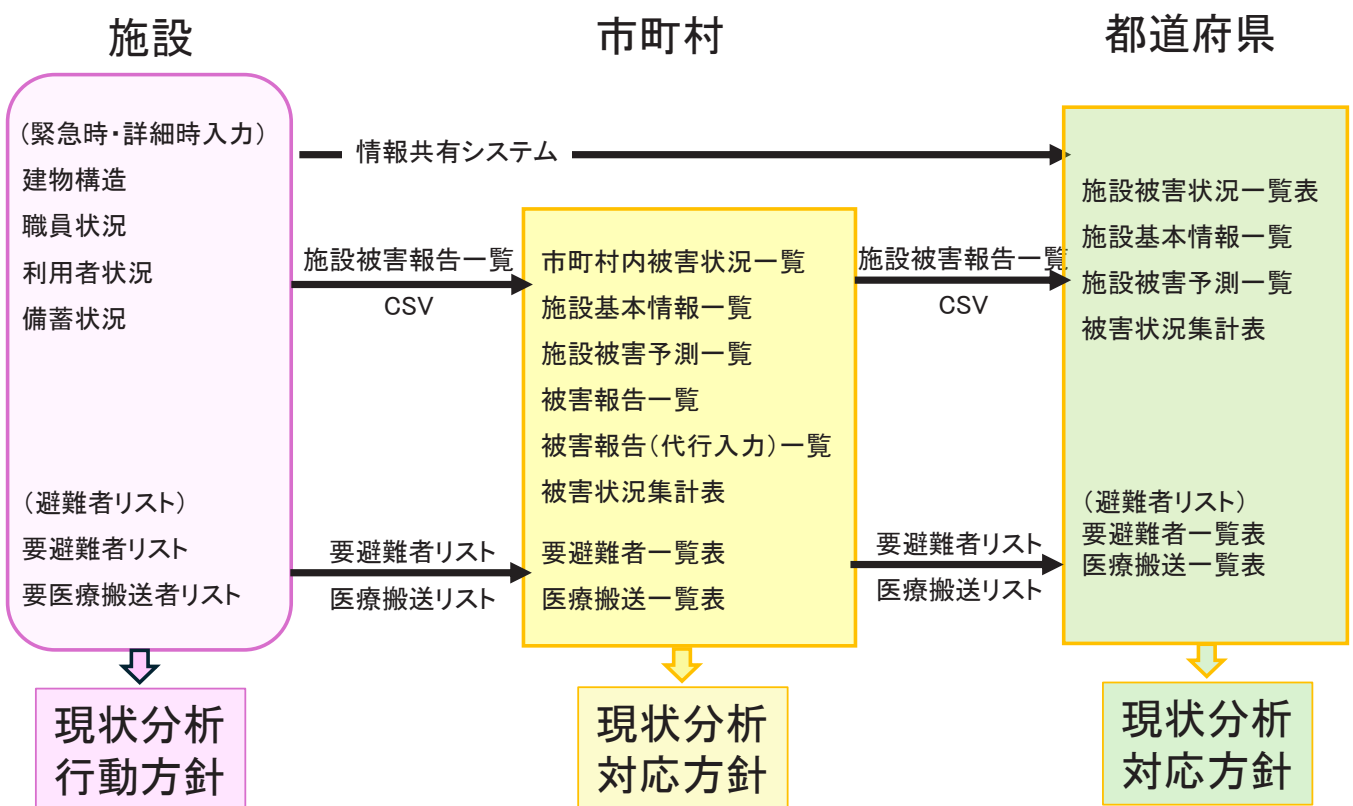 施設
市町村
都道府県
(緊急時・詳細時入力)
建物構造
職員状況
利用者状況
備蓄状況
(避難者リスト)
要避難者リスト
要医療搬送者リスト
情報共有システム
施設被害報告一覧
CSV
要避難者リスト
医療搬送リスト
市町村内被害状況一覧
施設基本情報一覧
施設被害予測一覧
被害報告一覧
被害報告(代行入力)一覧
被害状況集計表
要避難者一覧表
医療搬送一覧表
施設被害報告一覧
CSV
要避難者リスト
医療搬送リスト
施設被害状況一覧表
施設基本情報一覧
施設被害予測一覧
被害状況集計表
(避難者リスト)
要避難者一覧表
医療搬送一覧表
現状分析
行動方針
現状分析
対応方針
現状分析
対応方針